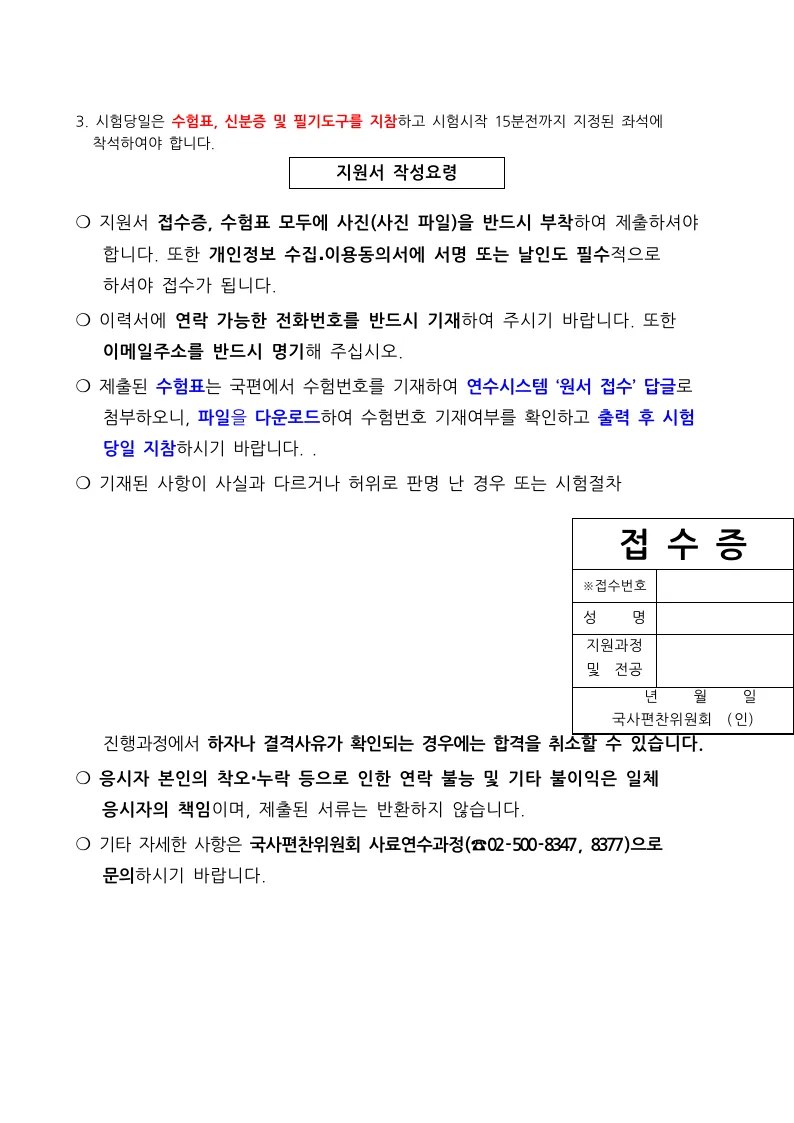 3. 시험당일은 수험표, 신분증 및 필기도구를 지참하고 시험시작 15분전까지 지정된 좌석에
착석하여야 합니다.
지원서 작성요령
❍ 지원서 접수증, 수험표 모두에 사진(사진 파일)을 반드시 부착하여 제출하셔야
합니다. 또한 개인정보 수집•이용동의서에 서명 또는 날인도 필수적으로
하셔야 접수가 됩니다.
❍ 이력서에 연락 가능한 전화번호를 반드시 기재하여 주시기 바랍니다. 또한
이메일주소를 반드시 명기해 주십시오.
❍ 제출된 수험표는 국편에서 수험번호를 기재하여 연수시스템 ‘원서 접수’ 답글로
첨부하오니, 파일을 다운로드하여 수험번호 기재여부를 확인하고 출력 후 시험
당일 지참하시기 바랍니다. .
❍ 기재된 사항이 사실과 다르거나 허위로 판명 난 경우 또는 시험절차
접 수 증
※접수번호
성 명
지원과정
및 전공
년 월 일
국사편찬위원회 (인)
진행과정에서 하자나 결격사유가 확인되는 경우에는 합격을 취소할 수 있습니다.
❍ 응시자 본인의 착오·누락 등으로 인한 연락 불능 및 기타 불이익은 일체
응시자의 책임이며, 제출된 서류는 반환하지 않습니다.
❍ 기타 자세한 사항은 국사편찬위원회 사료연수과정(☎02-500-8347, 8377)으로
문의하시기 바랍니다.